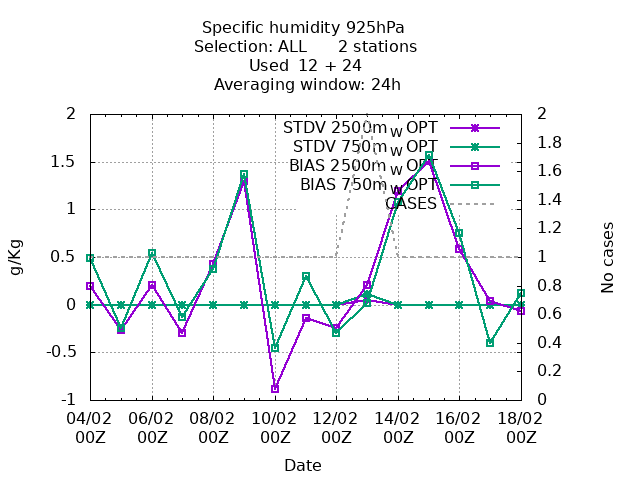 Specific humidity 925hPa
Selection: ALL 2 stations
Used 12 + 24
Averaging window: 24h
STDV 2500m_w OPT
STDV 750m_w OPT
BIAS 2500m_w OPT
BIAS 750m_w OPT
CASES
2
1.5
1
0.5
0
-0.5
-1
g/Kg
2
1.8
1.6
1.4
1.2
1
0.8
0.6
0.4
0.2
0
No cases
04/02 06/02 08/02 10/02 12/02 14/02 16/02 18/02
00Z 00Z 00Z 00Z 00Z 00Z 00Z 00Z
Date